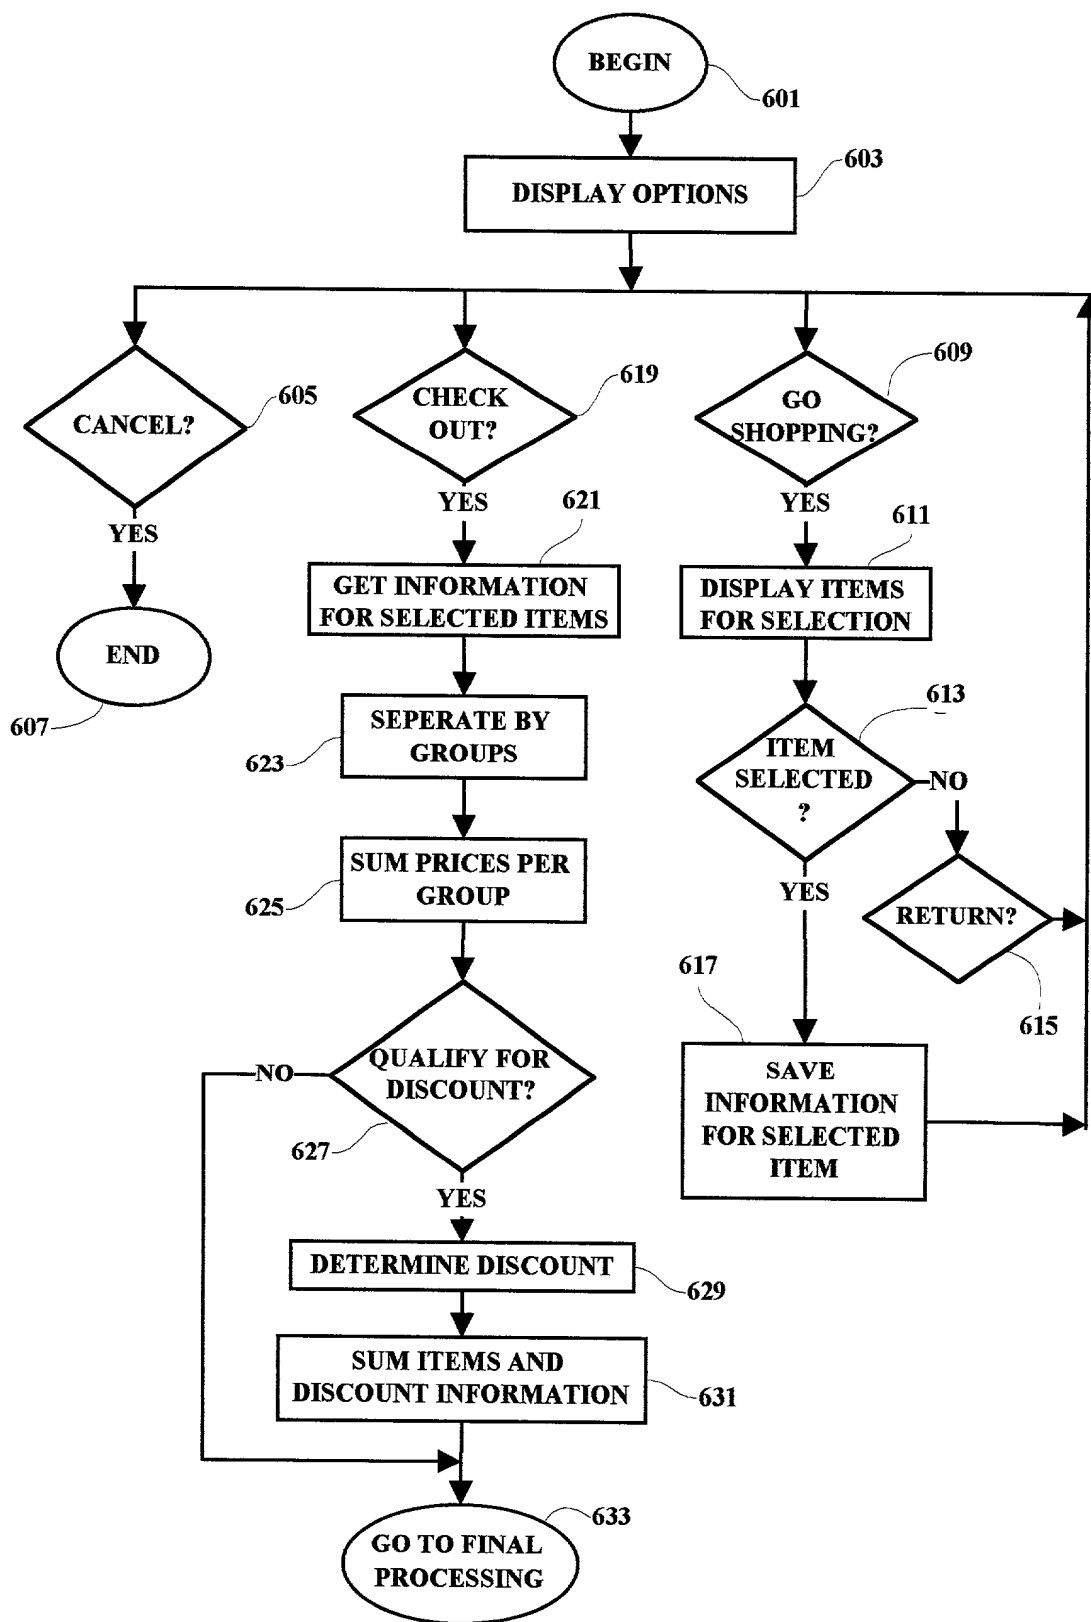 BEGIN
601
DISPLAY OPTIONS
603
CANCEL?
605
YES
END
607
CHECK
OUT?
619
YES
GET INFORMATION
FOR SELECTED ITEMS
621
SEPERATE BY
GROUPS
623
SUM PRICES PER
GROUP
625
QUALIFY FOR
DISCOUNT?
627
NO
YES
DETERMINE DISCOUNT
629
SUM ITEMS AND
DISCOUNT INFORMATION
631
GO TO FINAL
PROCESSING
633
GO
SHOPPING?
609
YES
DISPLAY ITEMS
FOR SELECTION
611
ITEM
SELECTED
?
613
NO
RETURN?
615
YES
SAVE
INFORMATION
FOR SELECTED
ITEM
617